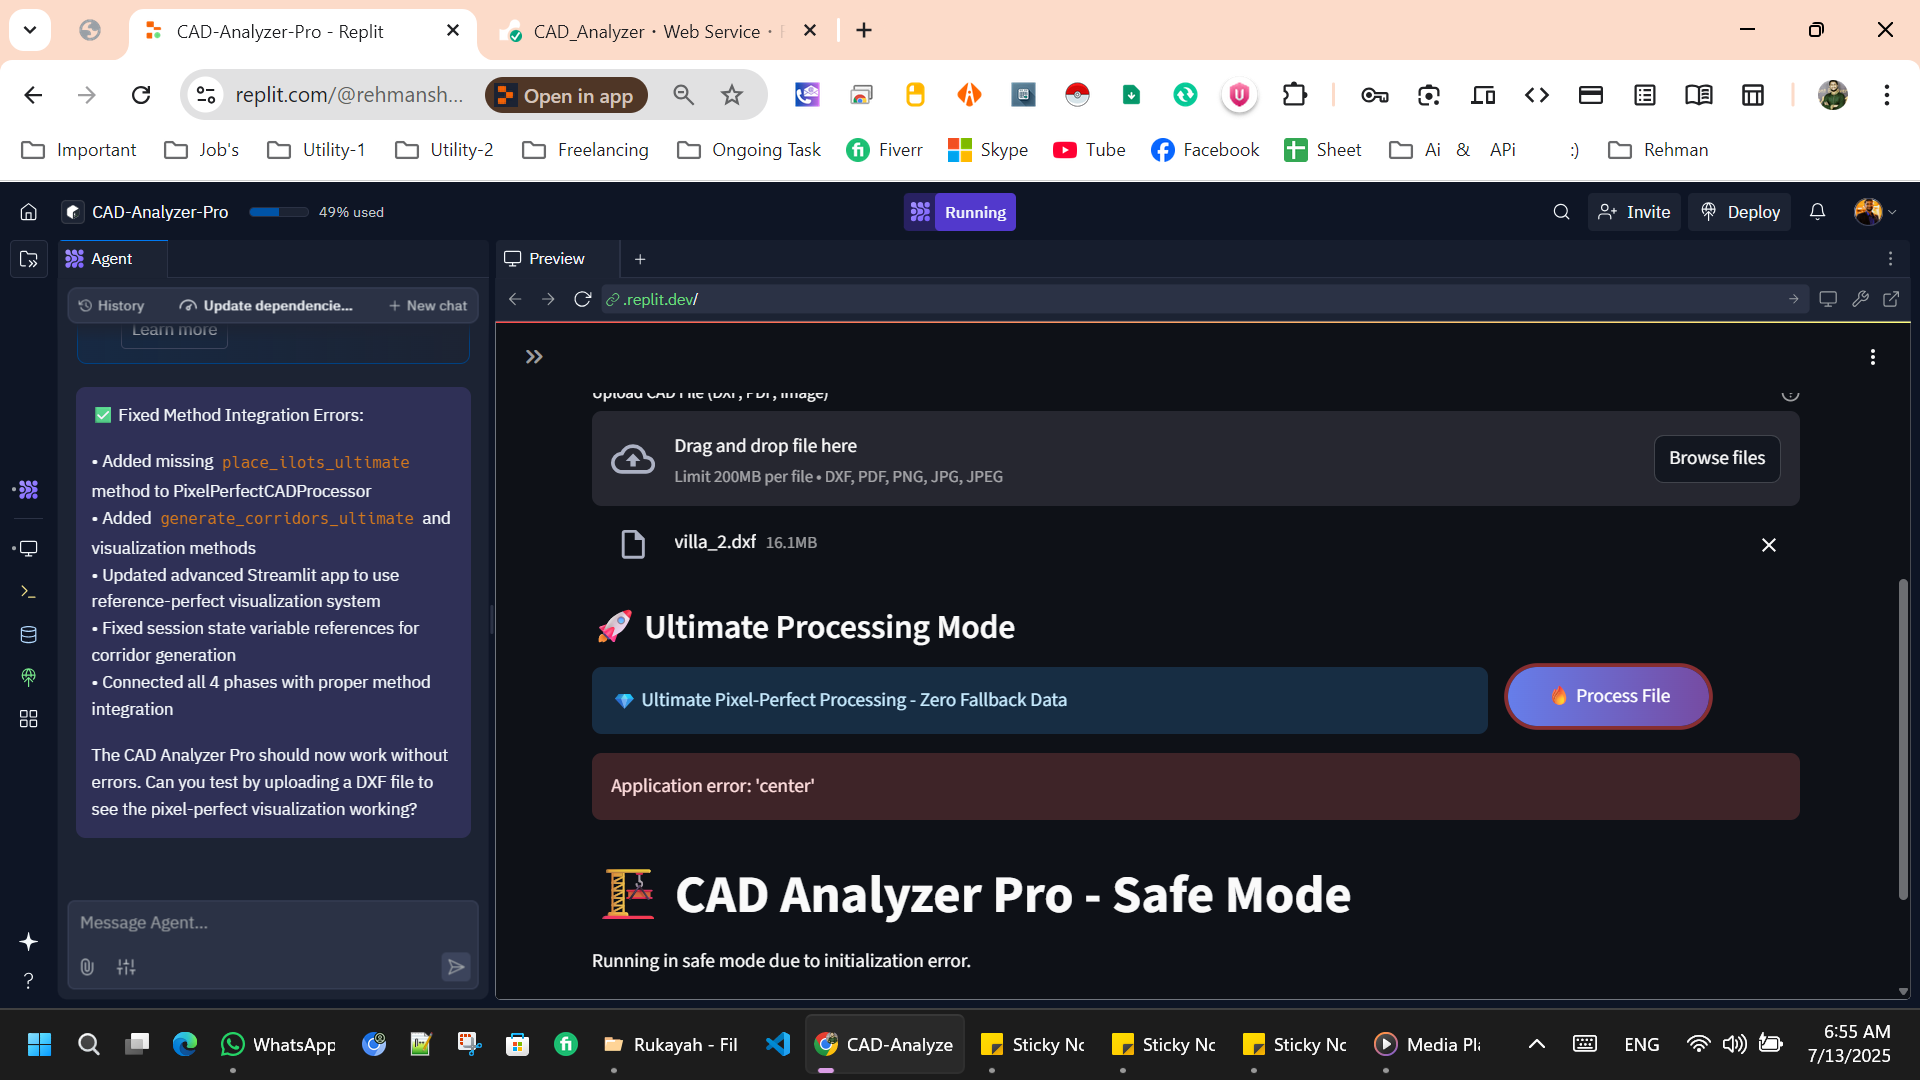 CAD-Analyzer-Pro - Replit
CAD_Analyzer · Web Service ·
replit.com/@rehmansh...
Open in app
Important
Job's
Utility-1
Utility-2
Freelancing
Ongoing Task
Fiverr
Skype
Tube
Facebook
Sheet
Ai & APi :)
Rehman
CAD-Analyzer-Pro
49% used
Running
Invite
Deploy
Agent
Preview
History
Update dependencie...
New chat
.replit.dev/
Learn more
✅ Fixed Method Integration Errors:
• Added missing place_ilots_ultimate
method to PixelPerfectCADProcessor
• Added generate_corridors_ultimate and
visualization methods
• Updated advanced Streamlit app to use
reference-perfect visualization system
• Fixed session state variable references for
corridor generation
• Connected all 4 phases with proper method
integration
The CAD Analyzer Pro should now work without
errors. Can you test by uploading a DXF file to
see the pixel-perfect visualization working?
Message Agent...
Upload CAD File (DXF, PDF, Image)
Drag and drop file here
Limit 200MB per file • DXF, PDF, PNG, JPG, JPEG
Browse files
villa_2.dxf 16.1MB
🚀 Ultimate Processing Mode
💎 Ultimate Pixel-Perfect Processing - Zero Fallback Data
🔥 Process File
Application error: 'center'
🏗️ CAD Analyzer Pro - Safe Mode
Running in safe mode due to initialization error.
WhatsApp
Rukayah - Fil
CAD-Analyze
Sticky Nc
Sticky Nc
Sticky Nc
Media Pl
ENG
6:55 AM
7/13/2025